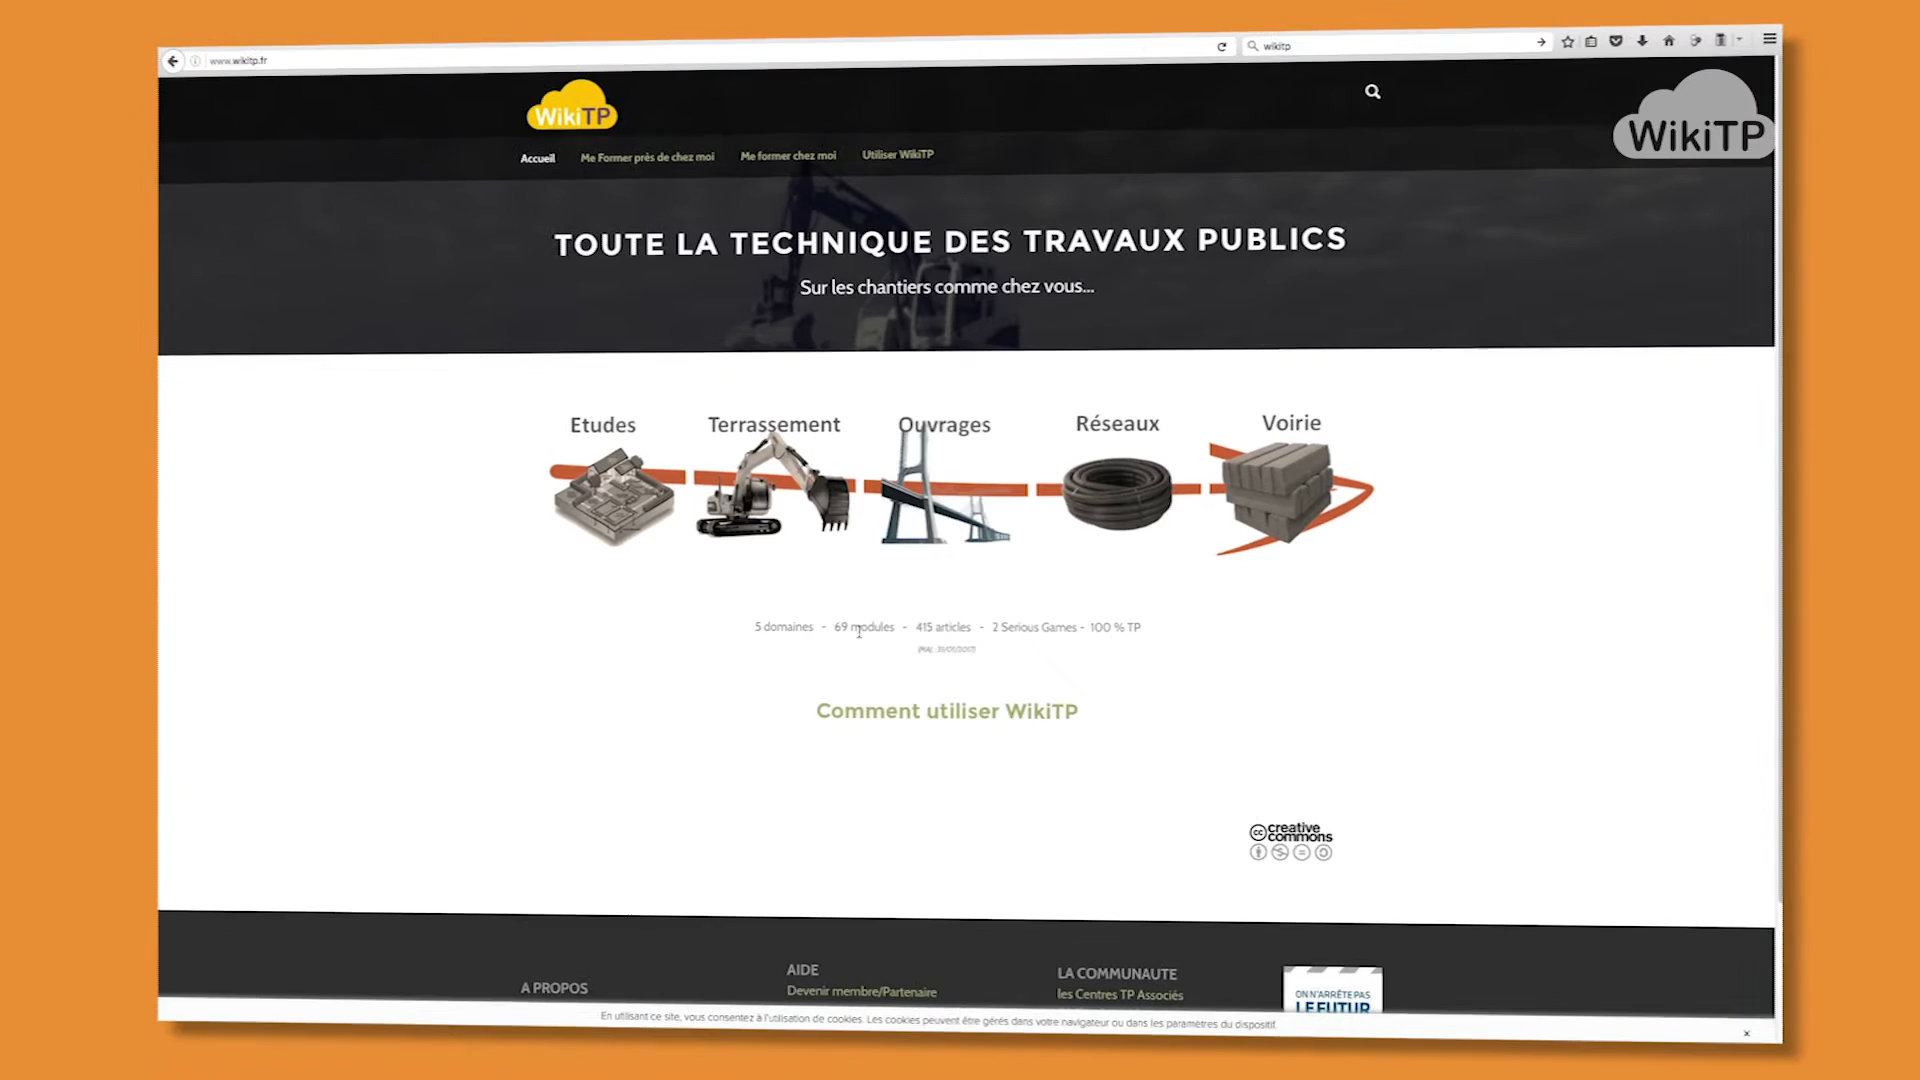 www.wikitp.fr
wikitp
WikiTP
WikiTP
Accueil
Me Former près de chez moi
Me former chez moi
Utiliser WikiTP
TOUTE LA TECHNIQUE DES TRAVAUX PUBLICS
Sur les chantiers comme chez vous...
Etudes
Terrassement
Ouvrages
Réseaux
Voirie
5 domaines - 69 modules - 415 articles - 2 Serious Games - 100 % TP
Comment utiliser WikiTP
creative
commons
A PROPOS
AIDE
Devenir membre/Partenaire
LA COMMUNAUTE
les Centres TP Associés
ON N'ARRÊTE PAS
LE FUTUR
En utilisant ce site, vous consentez à l'utilisation de cookies. Les cookies peuvent être gérés dans votre navigateur ou dans les paramètres du dispositif.